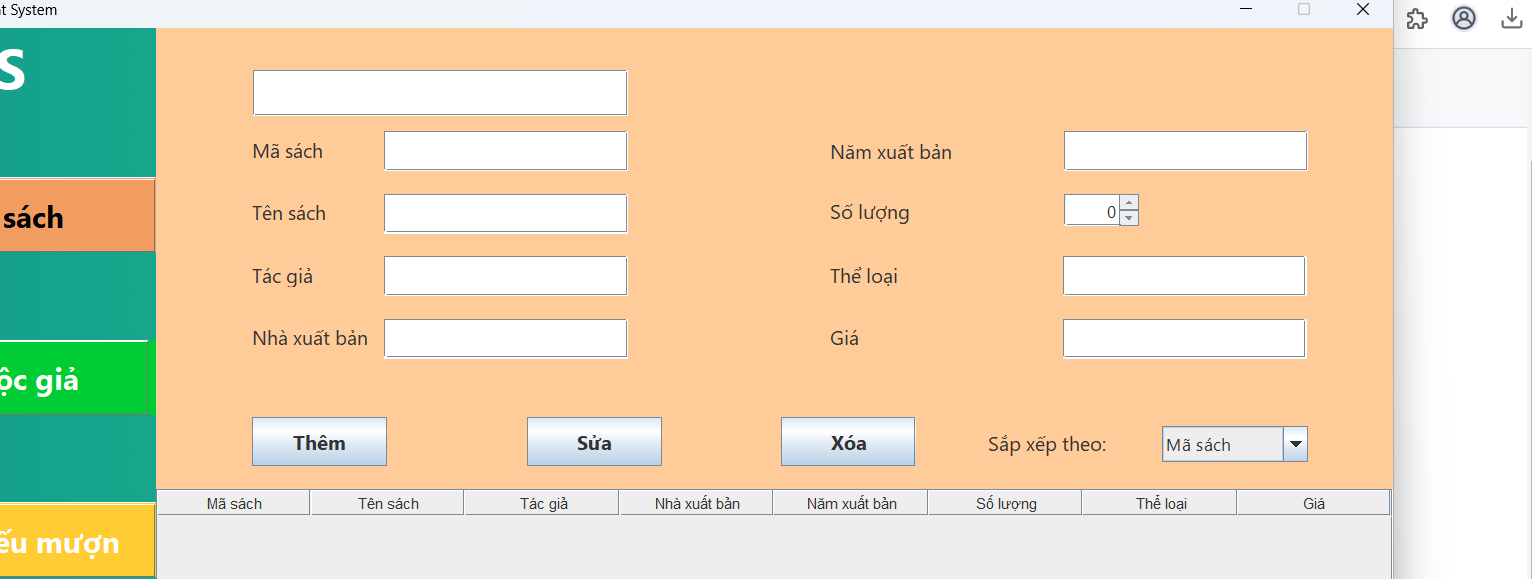 t System
S
sách
ộc giả
ếu mượn
Mã sách
Năm xuất bản
Tên sách
Số lượng
0
Tác giả
Thể loại
Nhà xuất bản
Giá
Thêm Sửa Xóa Sắp xếp theo: Mã sách
Mã sách Tên sách Tác giả Nhà xuất bản Năm xuất bản Số lượng Thể loại Giá